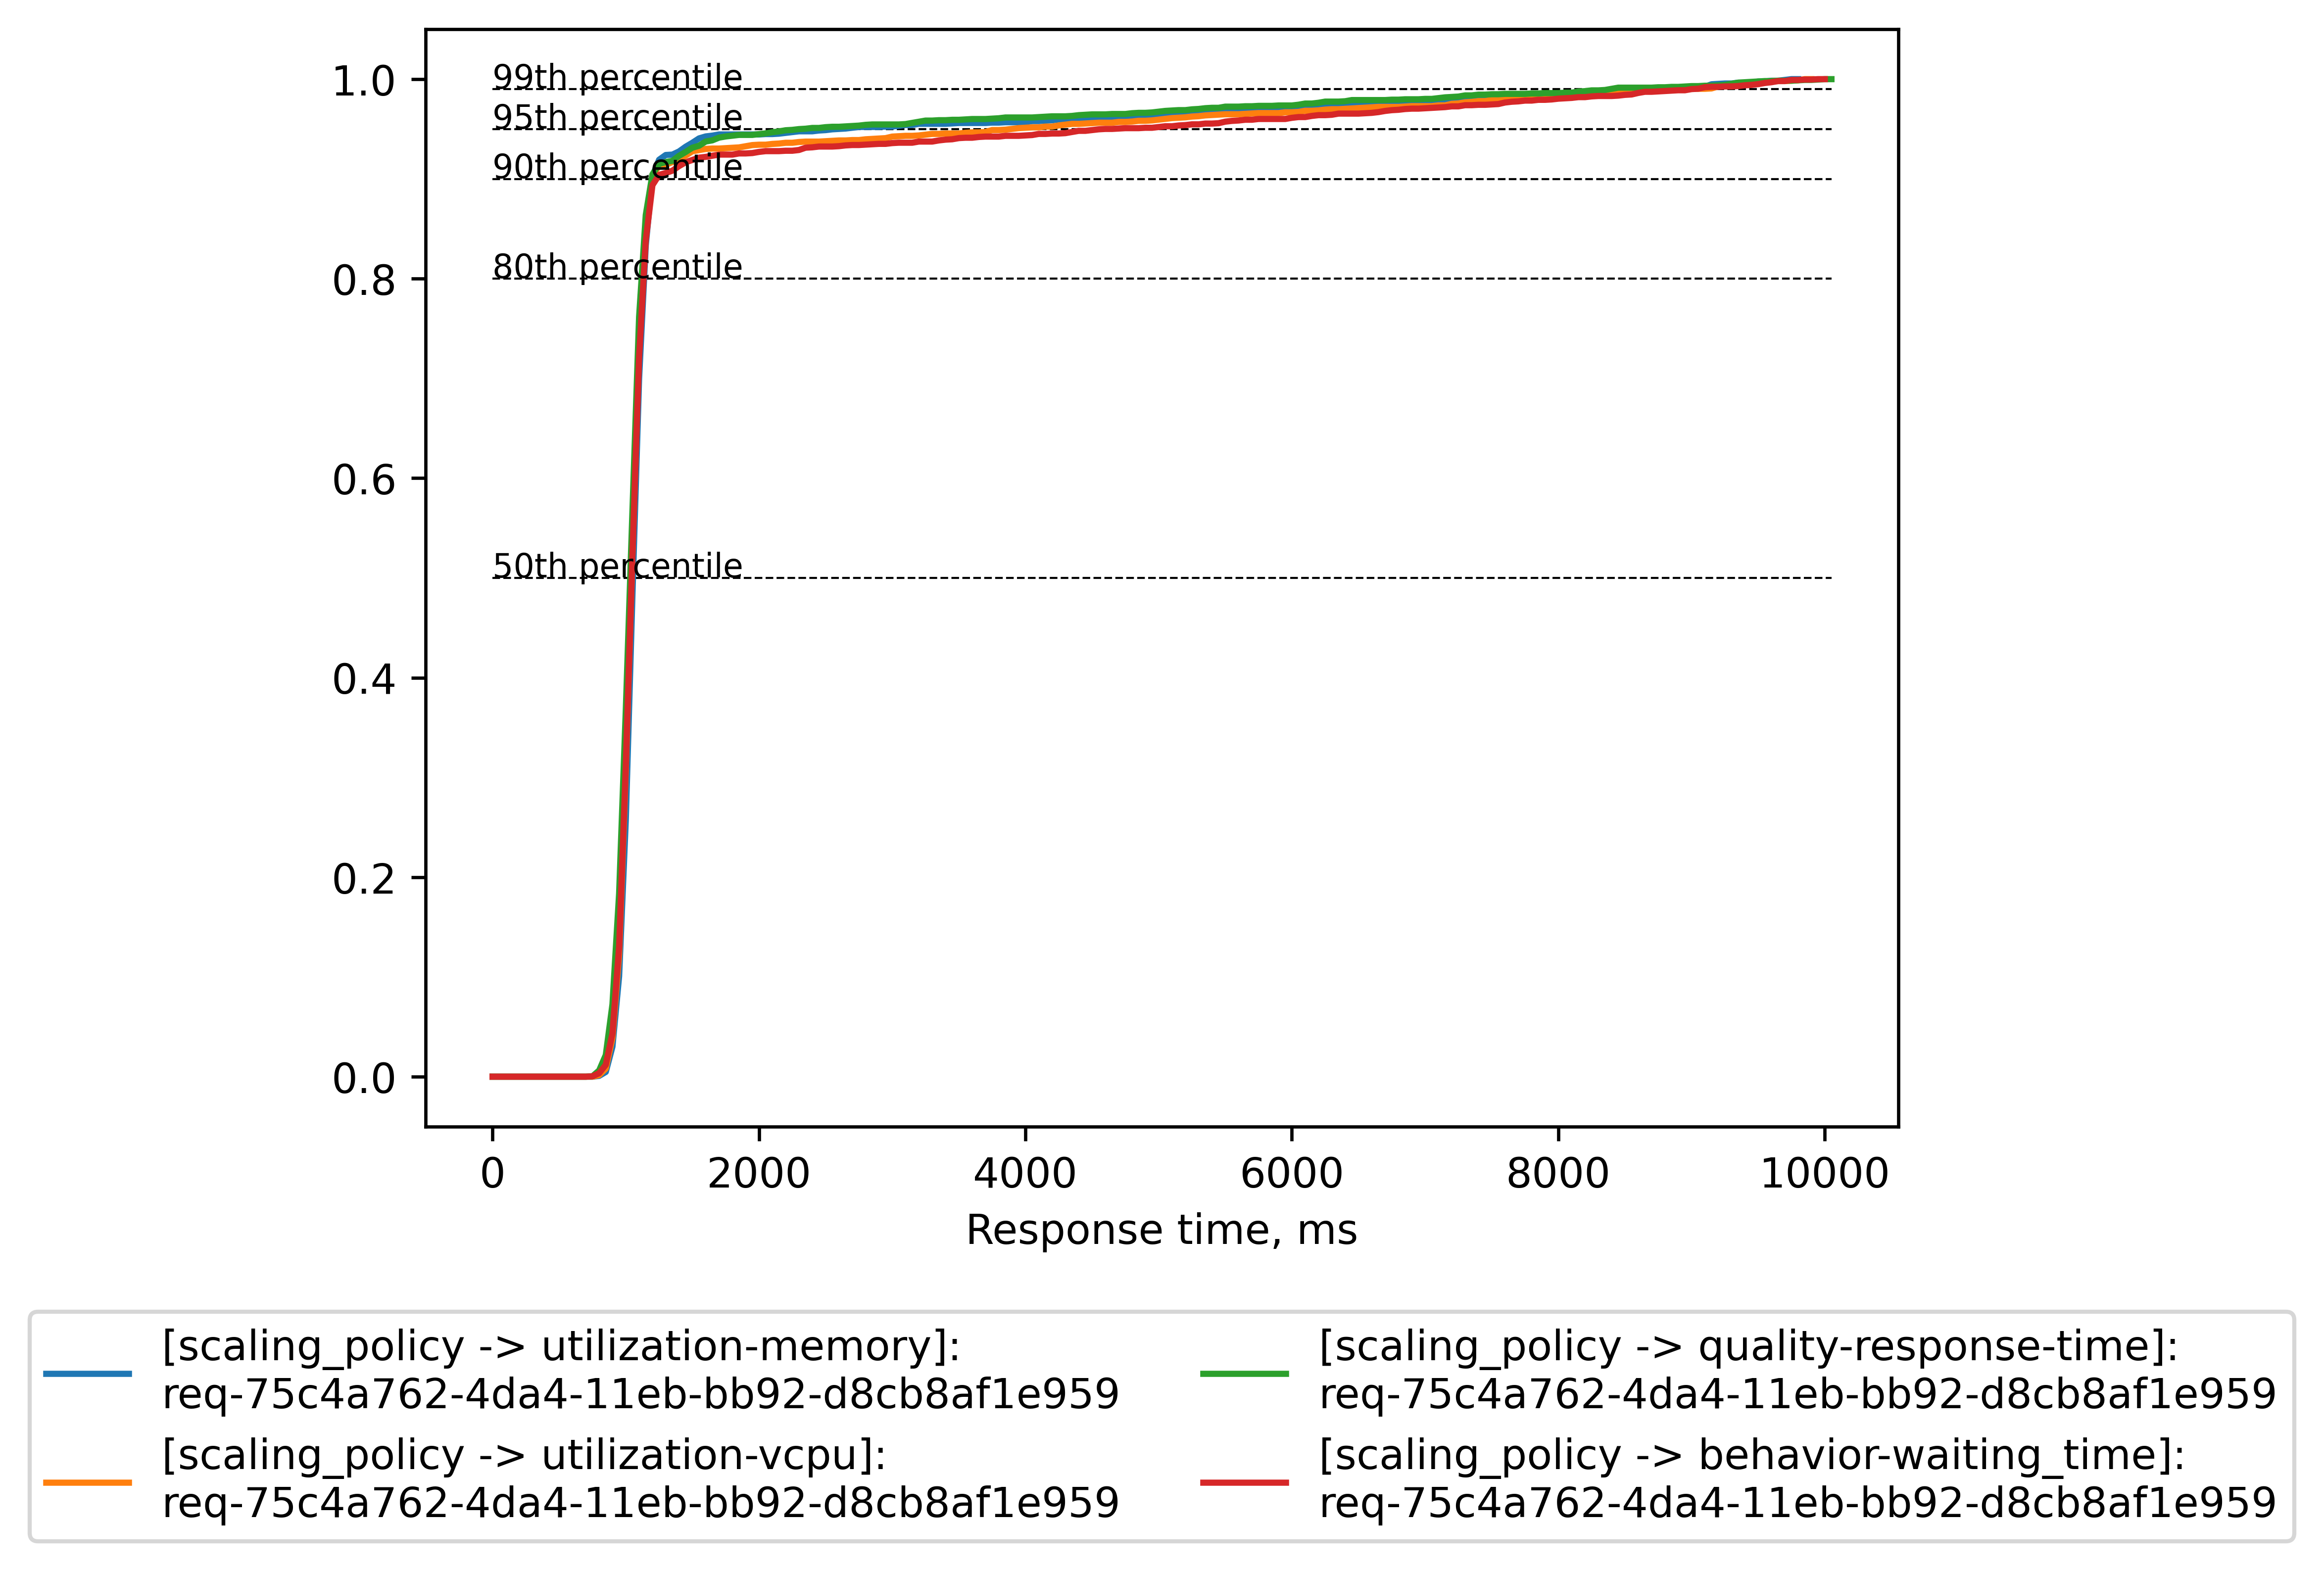 1.0
0.8
0.6
0.4
0.2
0.0
99th percentile
95th percentile
90th percentile
80th percentile
50th percentile
0 2000 4000 6000 8000 10000
Response time, ms
[scaling_policy -> utilization-memory]:
req-75c4a762-4da4-11eb-bb92-d8cb8af1e959
[scaling_policy -> utilization-vcpu]:
req-75c4a762-4da4-11eb-bb92-d8cb8af1e959
[scaling_policy -> quality-response-time]:
req-75c4a762-4da4-11eb-bb92-d8cb8af1e959
[scaling_policy -> behavior-waiting_time]:
req-75c4a762-4da4-11eb-bb92-d8cb8af1e959